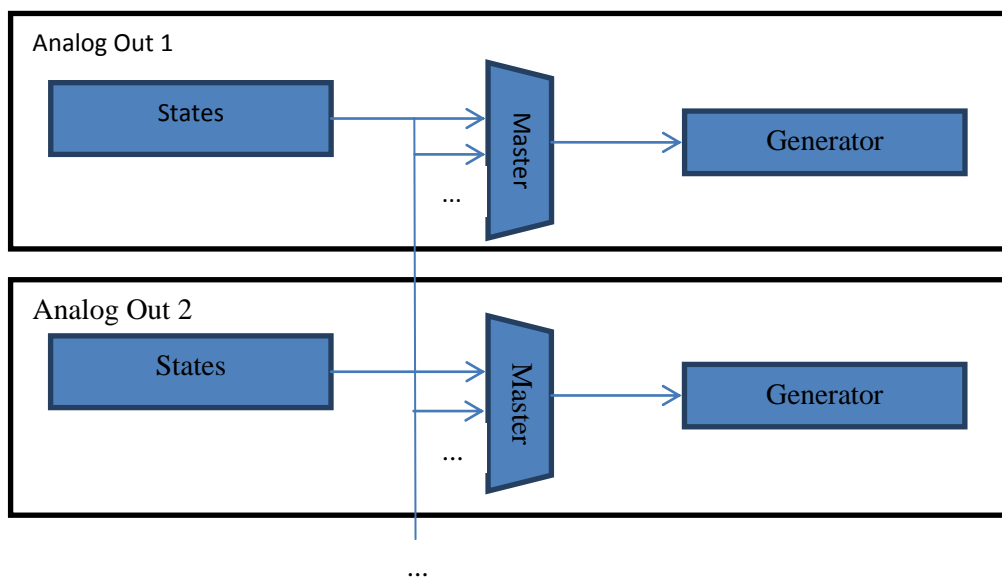 Analog Out 1
States
Master
Generator
...
Analog Out 2
States
Master
Generator
...
...